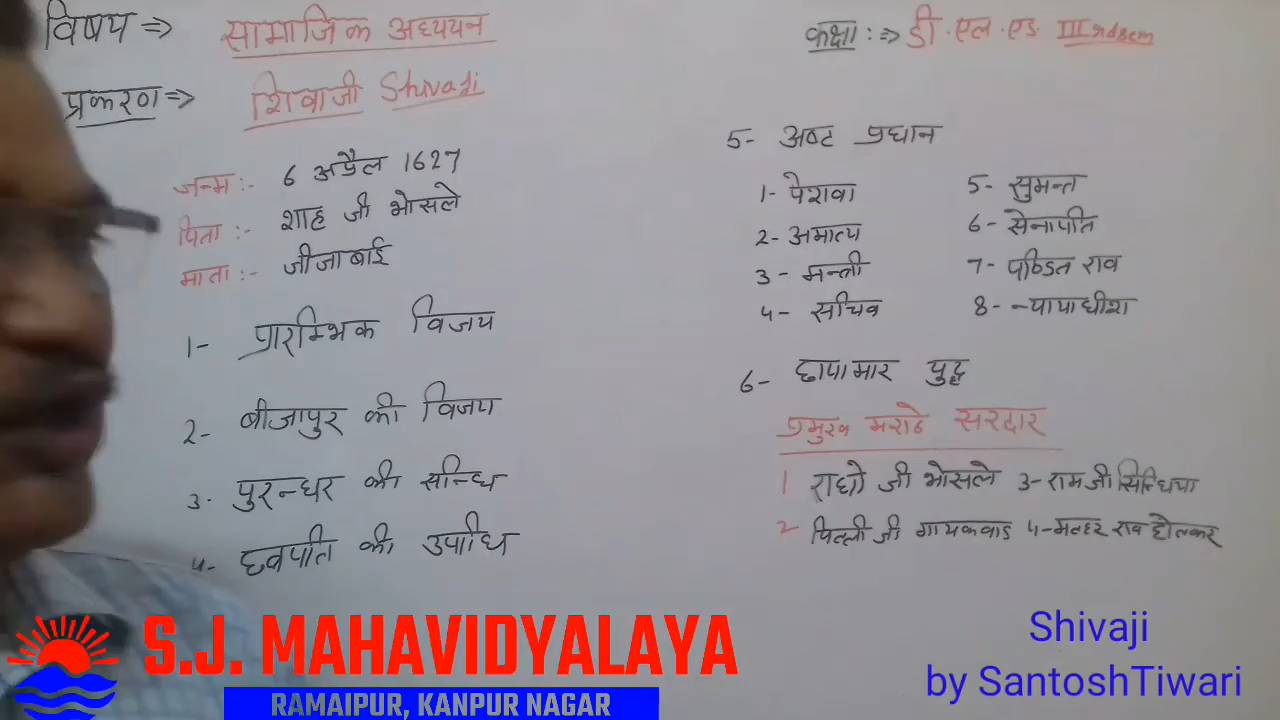 विषय => सामाजिक अध्ययन
कक्षा :=> डी.एल.एड. III rdsem
प्रकरण => शिवाजी Shivaji
जन्म :- 6 अप्रैल 1627
पिता :- शाह जी भोसले
माता :- जीजाबाई
1- प्रारम्भिक विजय
2- बीजापुर की विजय
3. पुरन्धर की सन्धि
4- छत्रपति की उपाधि
5- अष्ट प्रधान
1- पेशवा
2- अमात्य
3- मन्त्री
4- सचिव
5- सुमन्त
6- सेनापति
7- पण्डित राव
8- न्यायाधीश
6- छापामार युद्ध
प्रमुख मराठे सरदार
1 राघो जी भोसले 3- रामजी सिन्धिया
2- पिल्ली जी गायकवाड 4- मल्हर राव होलकर
S.J. MAHAVIDYALAYA
RAMAIPUR, KANPUR NAGAR
Shivaji
by SantoshTiwari